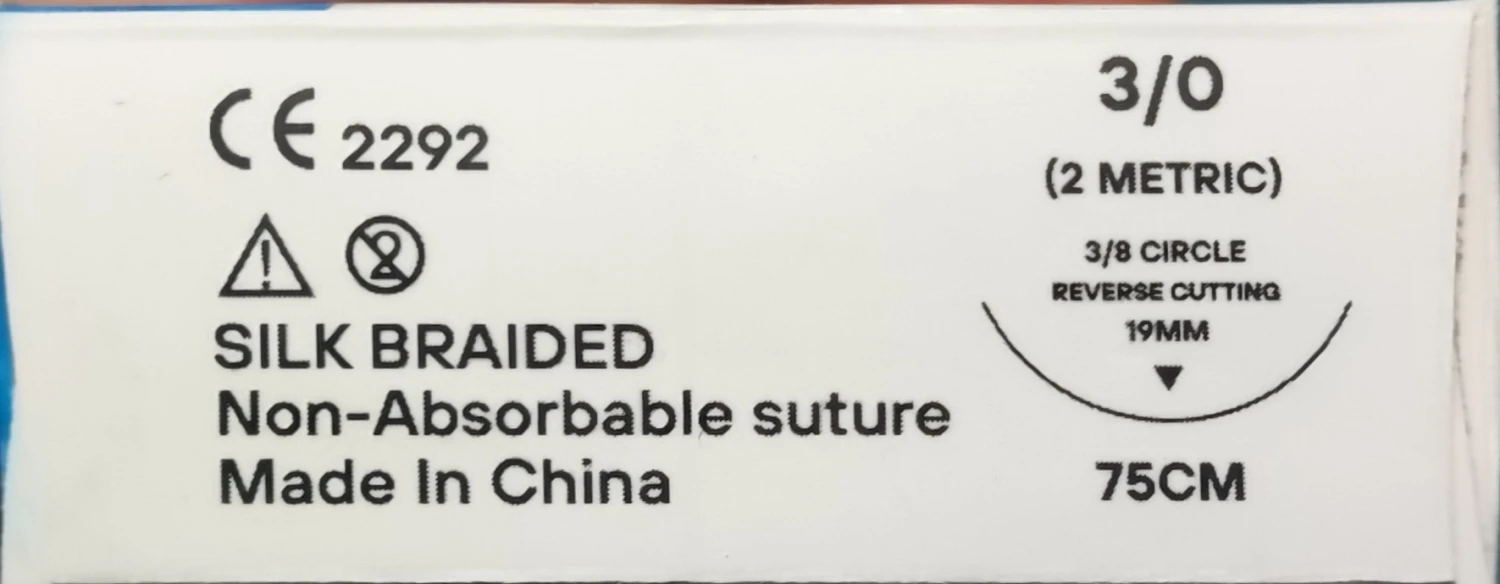 CE 2292
SILK BRAIDED
Non-Absorbable suture
Made In China
3/0
(2 METRIC)
3/8 CIRCLE
REVERSE CUTTING
19MM
75CM